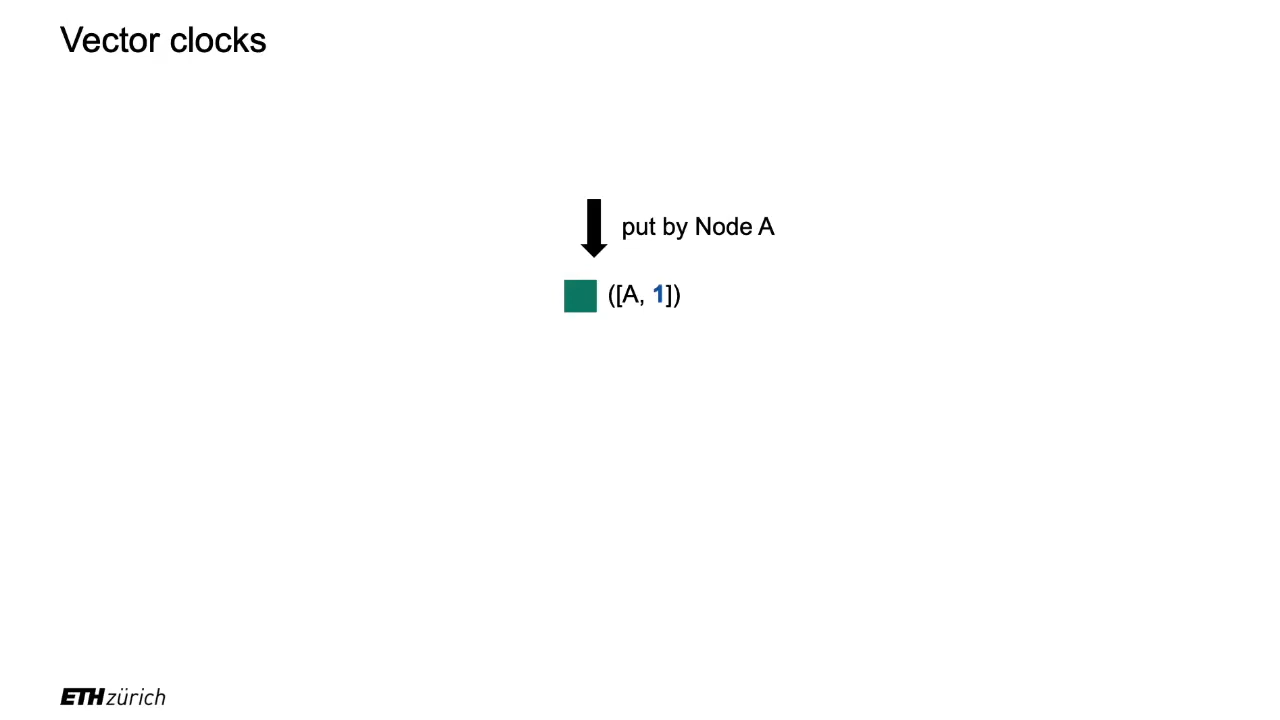 Vector clocks
put by Node A
([A, 1])
ETH zürich